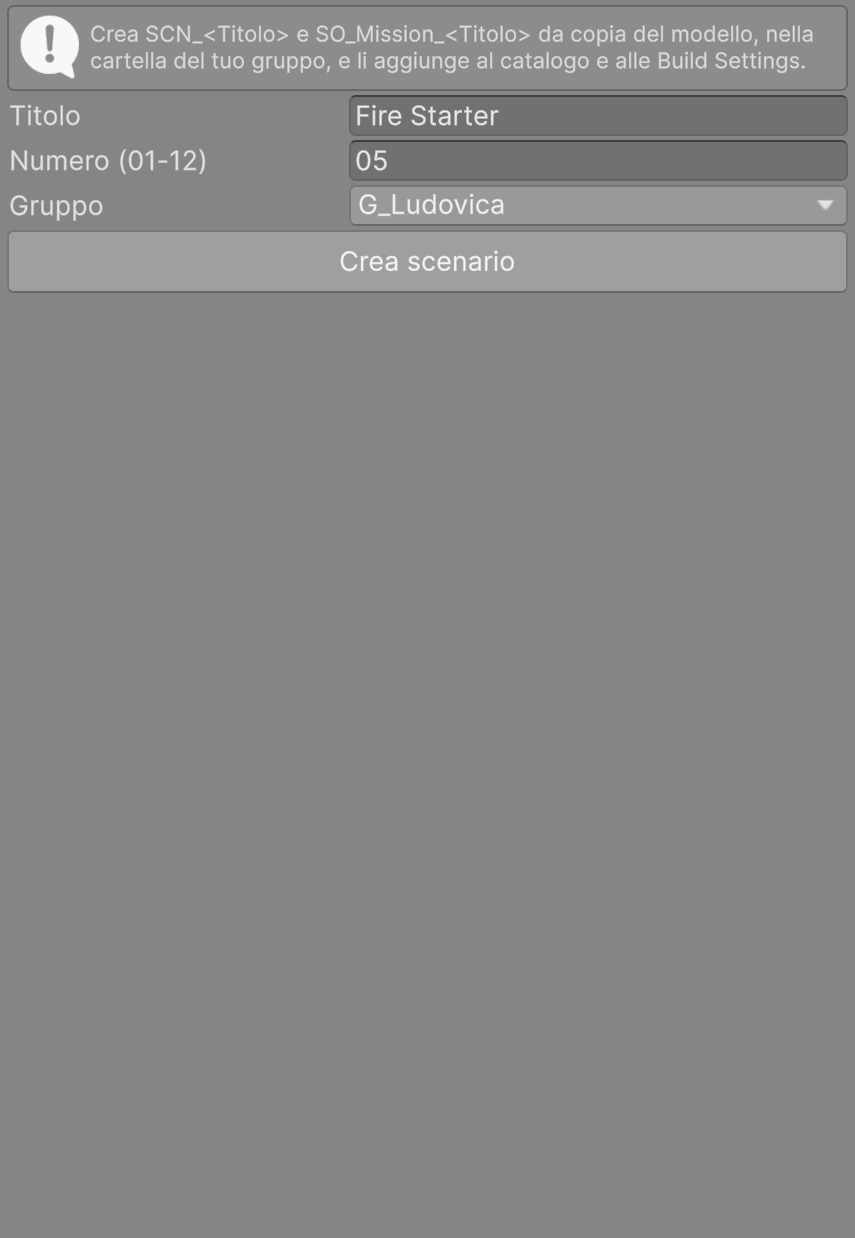 Crea SCN_<Titolo> e SO_Mission_<Titolo> da copia del modello, nella
cartella del tuo gruppo, e li aggiunge al catalogo e alle Build Settings.
Titolo
Fire Starter
Numero (01-12)
05
Gruppo
G_Ludovica
Crea scenario